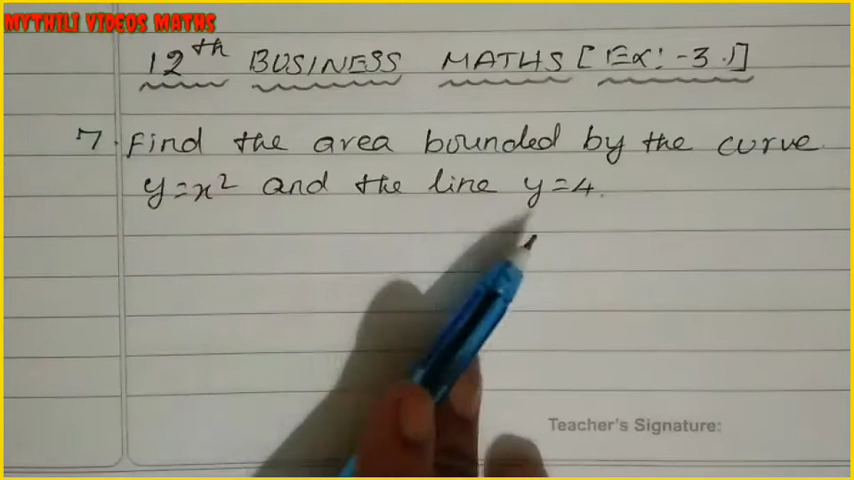 MYTHILI VIDEOS MATHS
12th BUSINESS MATHS [Ex:-3.1]
7. Find the area bounded by the curve
y=x² and the line y=4.
Teacher's Signature: